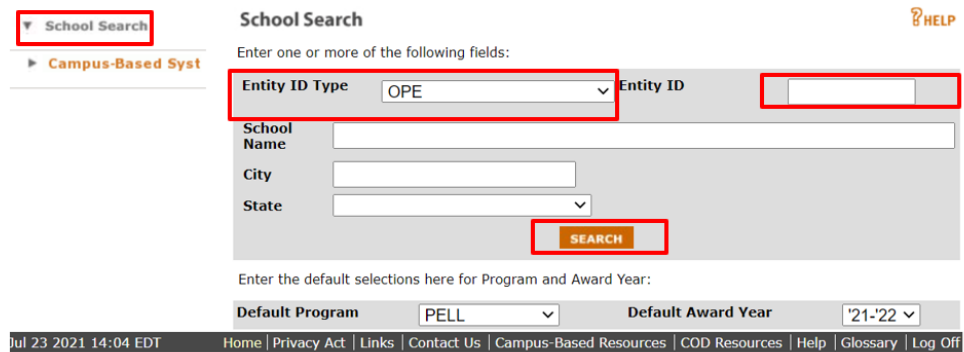 School Search
School Search
HELP
Enter one or more of the following fields:
Campus-Based Syst
Entity ID Type
OPE
Entity ID
School
Name
City
State
SEARCH
Enter the default selections here for Program and Award Year:
Default Program
PELL
Default Award Year
'21-'22
Jul 23 2021 14:04 EDT
Home | Privacy Act | Links | Contact Us | Campus-Based Resources | COD Resources | Help | Glossary | Log Off